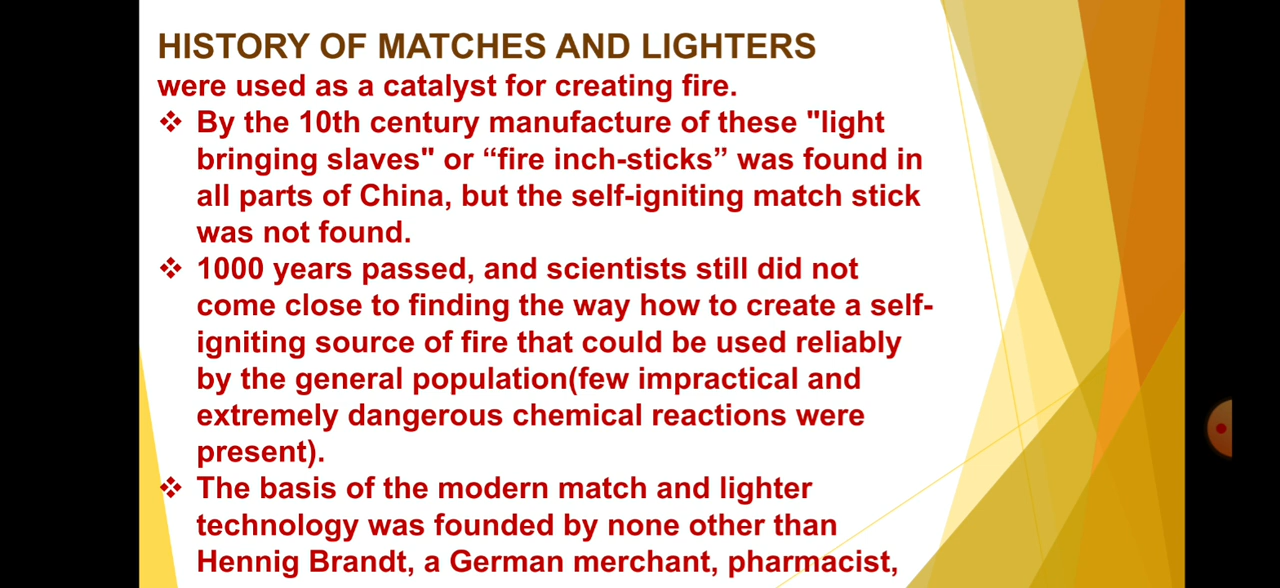 HISTORY OF MATCHES AND LIGHTERS
were used as a catalyst for creating fire.
❖ By the 10th century manufacture of these "light
bringing slaves" or “fire inch-sticks” was found in
all parts of China, but the self-igniting match stick
was not found.
❖ 1000 years passed, and scientists still did not
come close to finding the way how to create a self-
igniting source of fire that could be used reliably
by the general population(few impractical and
extremely dangerous chemical reactions were
present).
❖ The basis of the modern match and lighter
technology was founded by none other than
Hennig Brandt, a German merchant, pharmacist,